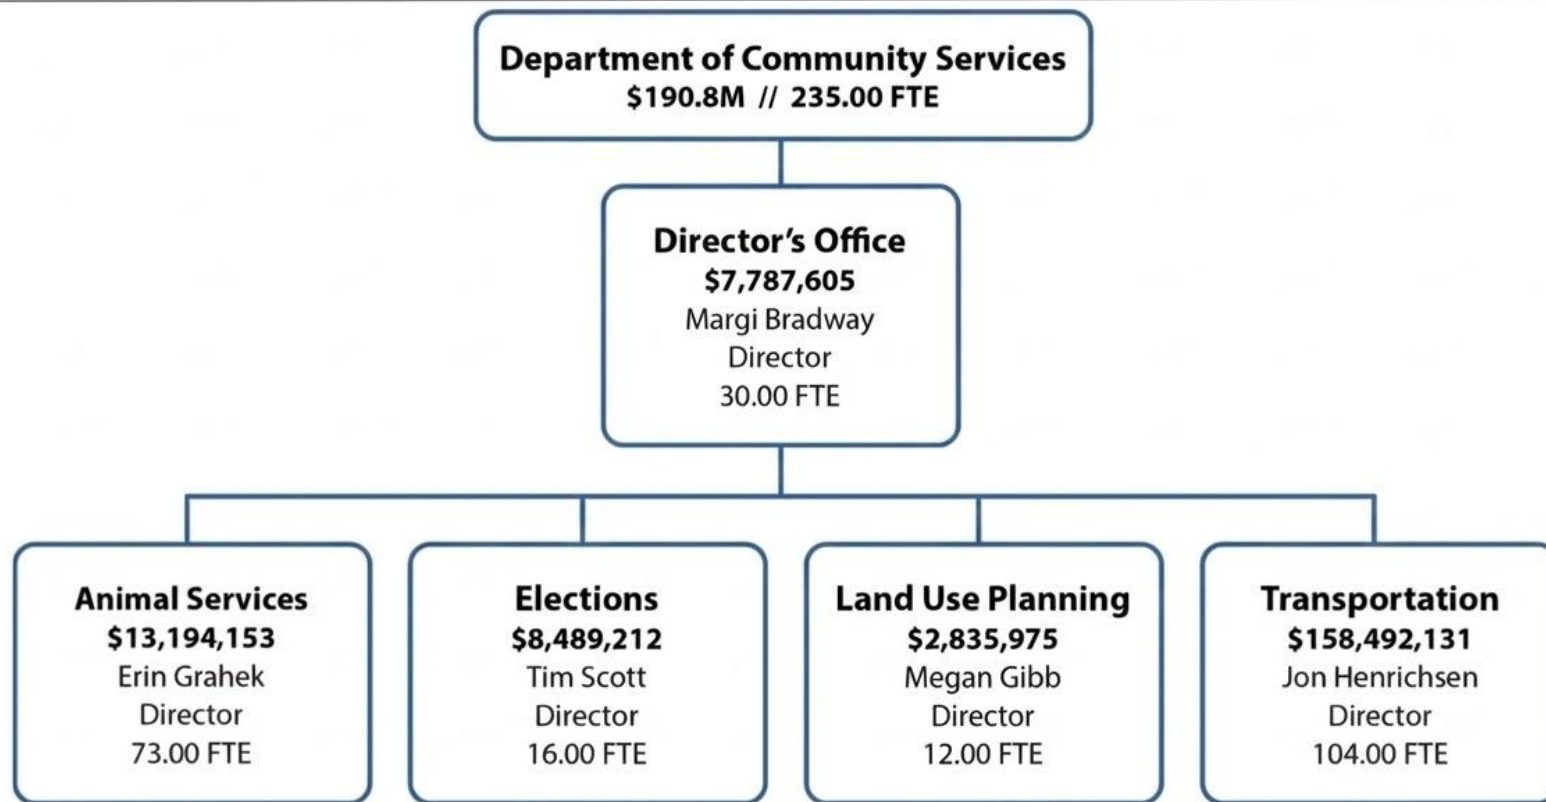 Department of Community Services
$190.8M // 235.00 FTE
Director's Office
$7,787,605
Margi Bradway
Director
30.00 FTE
Animal Services
$13,194,153
Erin Grahek
Director
73.00 FTE
Elections
$8,489,212
Tim Scott
Director
16.00 FTE
Land Use Planning
$2,835,975
Megan Gibb
Director
12.00 FTE
Transportation
$158,492,131
Jon Henrichsen
Director
104.00 FTE